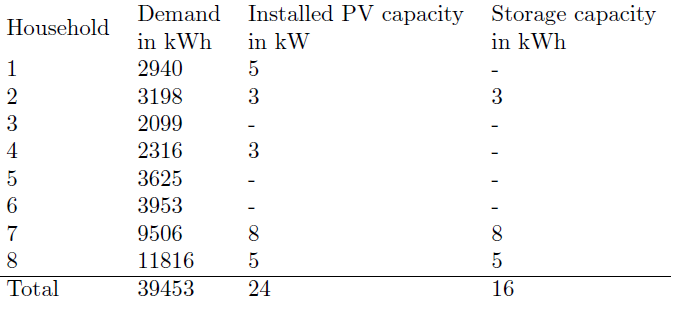 Household Demand in kWh Installed PV capacity in kW Storage capacity in kWh
1 2940 5 -
2 3198 3 3
3 2099 - -
4 2316 3 -
5 3625 - -
6 3953 - -
7 9506 8 8
8 11816 5 5
Total 39453 24 16